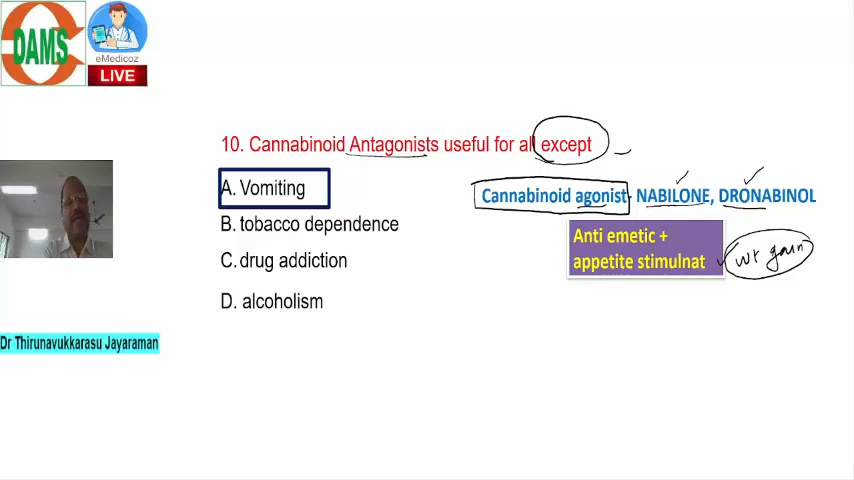 DAMS
eMedicoz
LIVE
10. Cannabinoid Antagonists useful for all except
A. Vomiting
Cannabinoid agonist- NABILONE, DRONABINOL
B. tobacco dependence
Anti emetic +
appetite stimulnat
wt gain
C. drug addiction
D. alcoholism
Dr Thirunavukkarasu Jayaraman